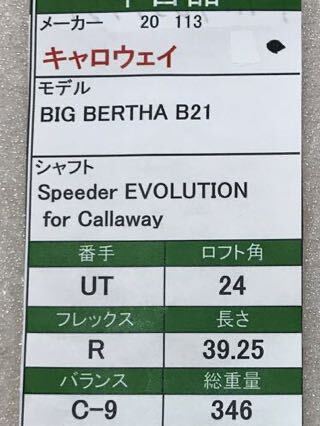 メーカー 20 113
キャロウェイ
モデル
BIG BERTHA B21
シャフト
Speeder EVOLUTION
for Callaway
番手 ロフト角
UT 24
フレックス 長さ
R 39.25
バランス 総重量
C-9 346